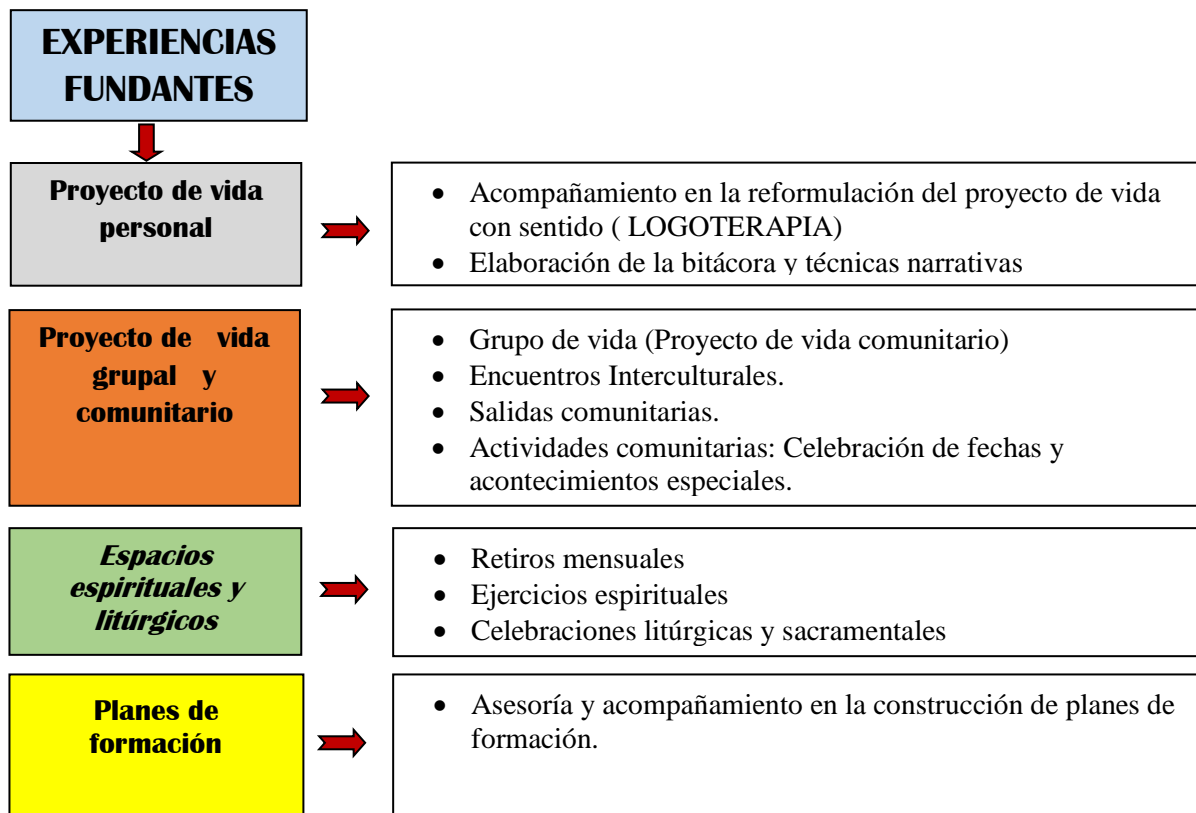 EXPERIENCIAS
FUNDANTES
Proyecto de vida
personal
• Acompañamiento en la reformulación del proyecto de vida
con sentido ( LOGOTERAPIA)
• Elaboración de la bitácora y técnicas narrativas
Proyecto de vida
grupal y
comunitario
• Grupo de vida (Proyecto de vida comunitario)
• Encuentros Interculturales.
• Salidas comunitarias.
• Actividades comunitarias: Celebración de fechas y
acontecimientos especiales.
Espacios
espirituales y
litúrgicos
• Retiros mensuales
• Ejercicios espirituales
• Celebraciones litúrgicas y sacramentales
Planes de
formación
• Asesoría y acompañamiento en la construcción de planes de
formación.